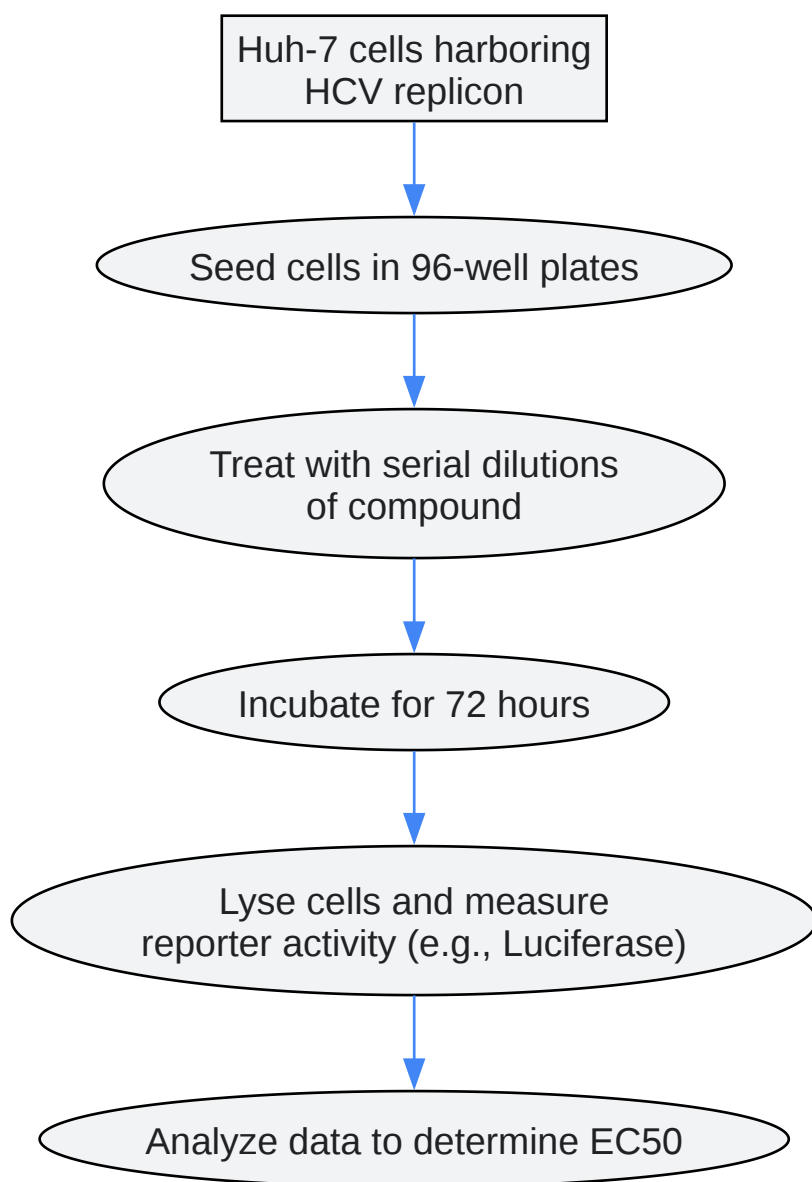 Huh-7 cells harboring
HCV replicon
Seed cells in 96-well plates
Treat with serial dilutions
of compound
Incubate for 72 hours
Lyse cells and measure
reporter activity (e.g., Luciferase)
Analyze data to determine EC50